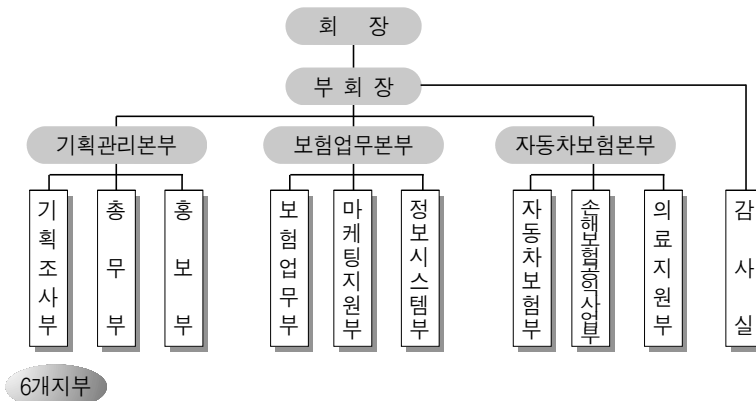 회 장
부 회 장
기획관리본부
보험업무본부
자동차보험본부
기획조사부
총무부
홍보부
보험업무부
마케팅지원부
정보시스템부
자동차보험부
손해보험공익사업부
의료지원부
감사실
6개지부